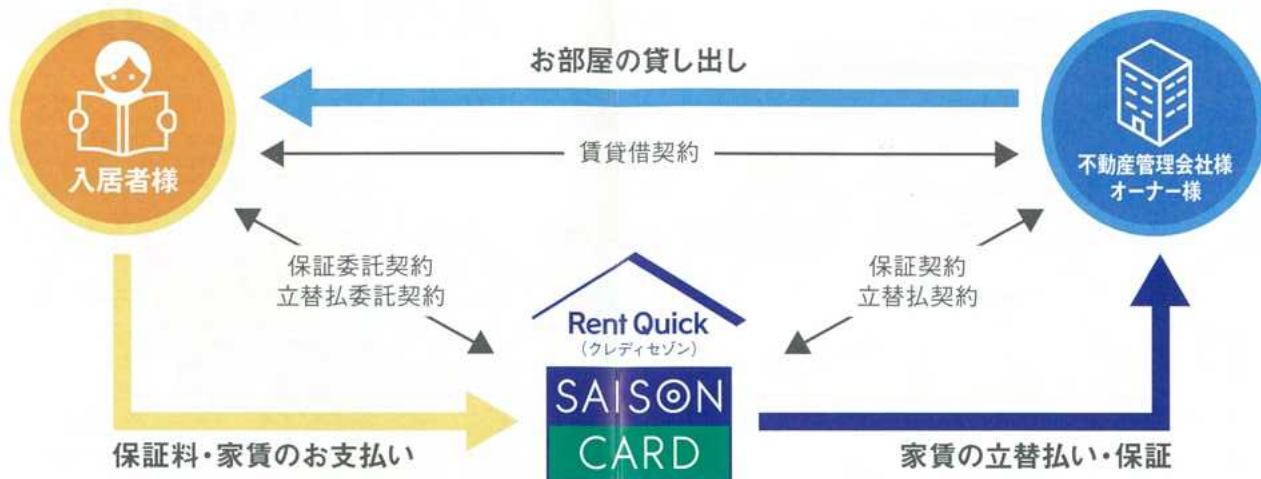 お部屋の貸し出し
賃貸借契約
入居者様
不動産管理会社様
オーナー様
保証委託契約
立替払委託契約
保証契約
立替払契約
Rent Quick
(クレディセゾン)
SAISON
CARD
保証料・家賃のお支払い
家賃の立替払い・保証